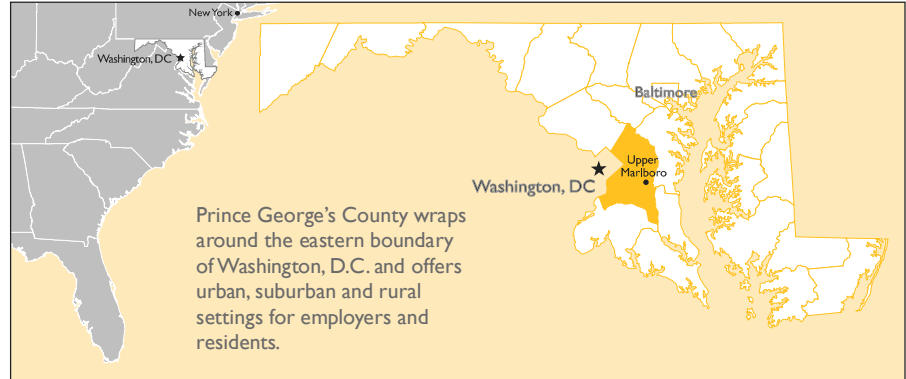 New York
Washington, DC
Baltimore
Upper
Marlboro
Washington, DC
Prince George's County wraps
around the eastern boundary
of Washington, D.C. and offers
urban, suburban and rural
settings for employers and
residents.